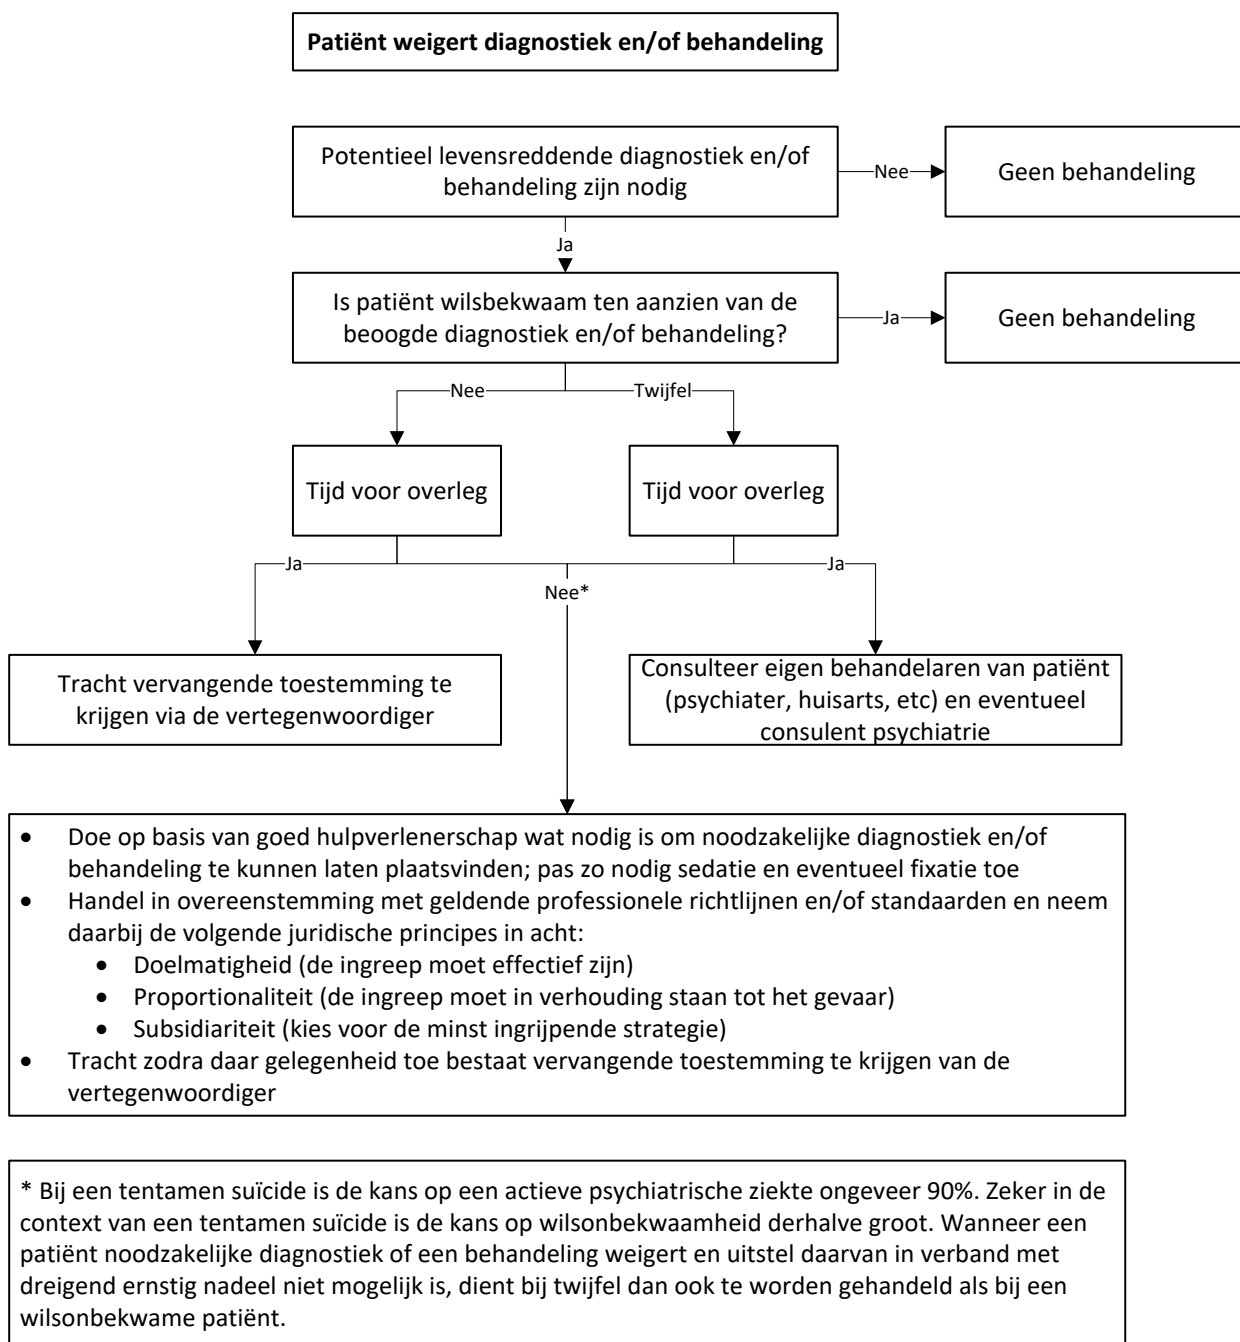 Patiënt weigert diagnostiek en/of behandeling
Potentieel levensreddende diagnostiek en/of
behandeling zijn nodig
Nee
Geen behandeling
Ja
Is patiënt wilsbekwaam ten aanzien van de
beoogde diagnostiek en/of behandeling?
Ja
Geen behandeling
Nee
Twijfel
Tijd voor overleg
Tijd voor overleg
Ja
Nee*
Ja
Tracht vervangende toestemming te
krijgen via de vertegenwoordiger
Consulteer eigen behandelaren van patiënt
(psychiater, huisarts, etc) en eventueel
consulent psychiatrie
• Doe op basis van goed hulpverlenerschap wat nodig is om noodzakelijke diagnostiek en/of
behandeling te kunnen laten plaatsvinden; pas zo nodig sedatie en eventueel fixatie toe
• Handel in overeenstemming met geldende professionele richtlijnen en/of standaarden en neem
daarbij de volgende juridische principes in acht:
• Doelmatigheid (de ingreep moet effectief zijn)
• Proportionaliteit (de ingreep moet in verhouding staan tot het gevaar)
• Subsidiariteit (kies voor de minst ingrijpende strategie)
• Tracht zodra daar gelegenheid toe bestaat vervangende toestemming te krijgen van de
vertegenwoordiger
* Bij een tentamen suïcide is de kans op een actieve psychiatrische ziekte ongeveer 90%. Zeker in de
context van een tentamen suïcide is de kans op wilsonbekwaamheid derhalve groot. Wanneer een
patiënt noodzakelijke diagnostiek of een behandeling weigert en uitstel daarvan in verband met
dreigend ernstig nadeel niet mogelijk is, dient bij twijfel dan ook te worden gehandeld als bij een
wilsonbekwame patiënt.